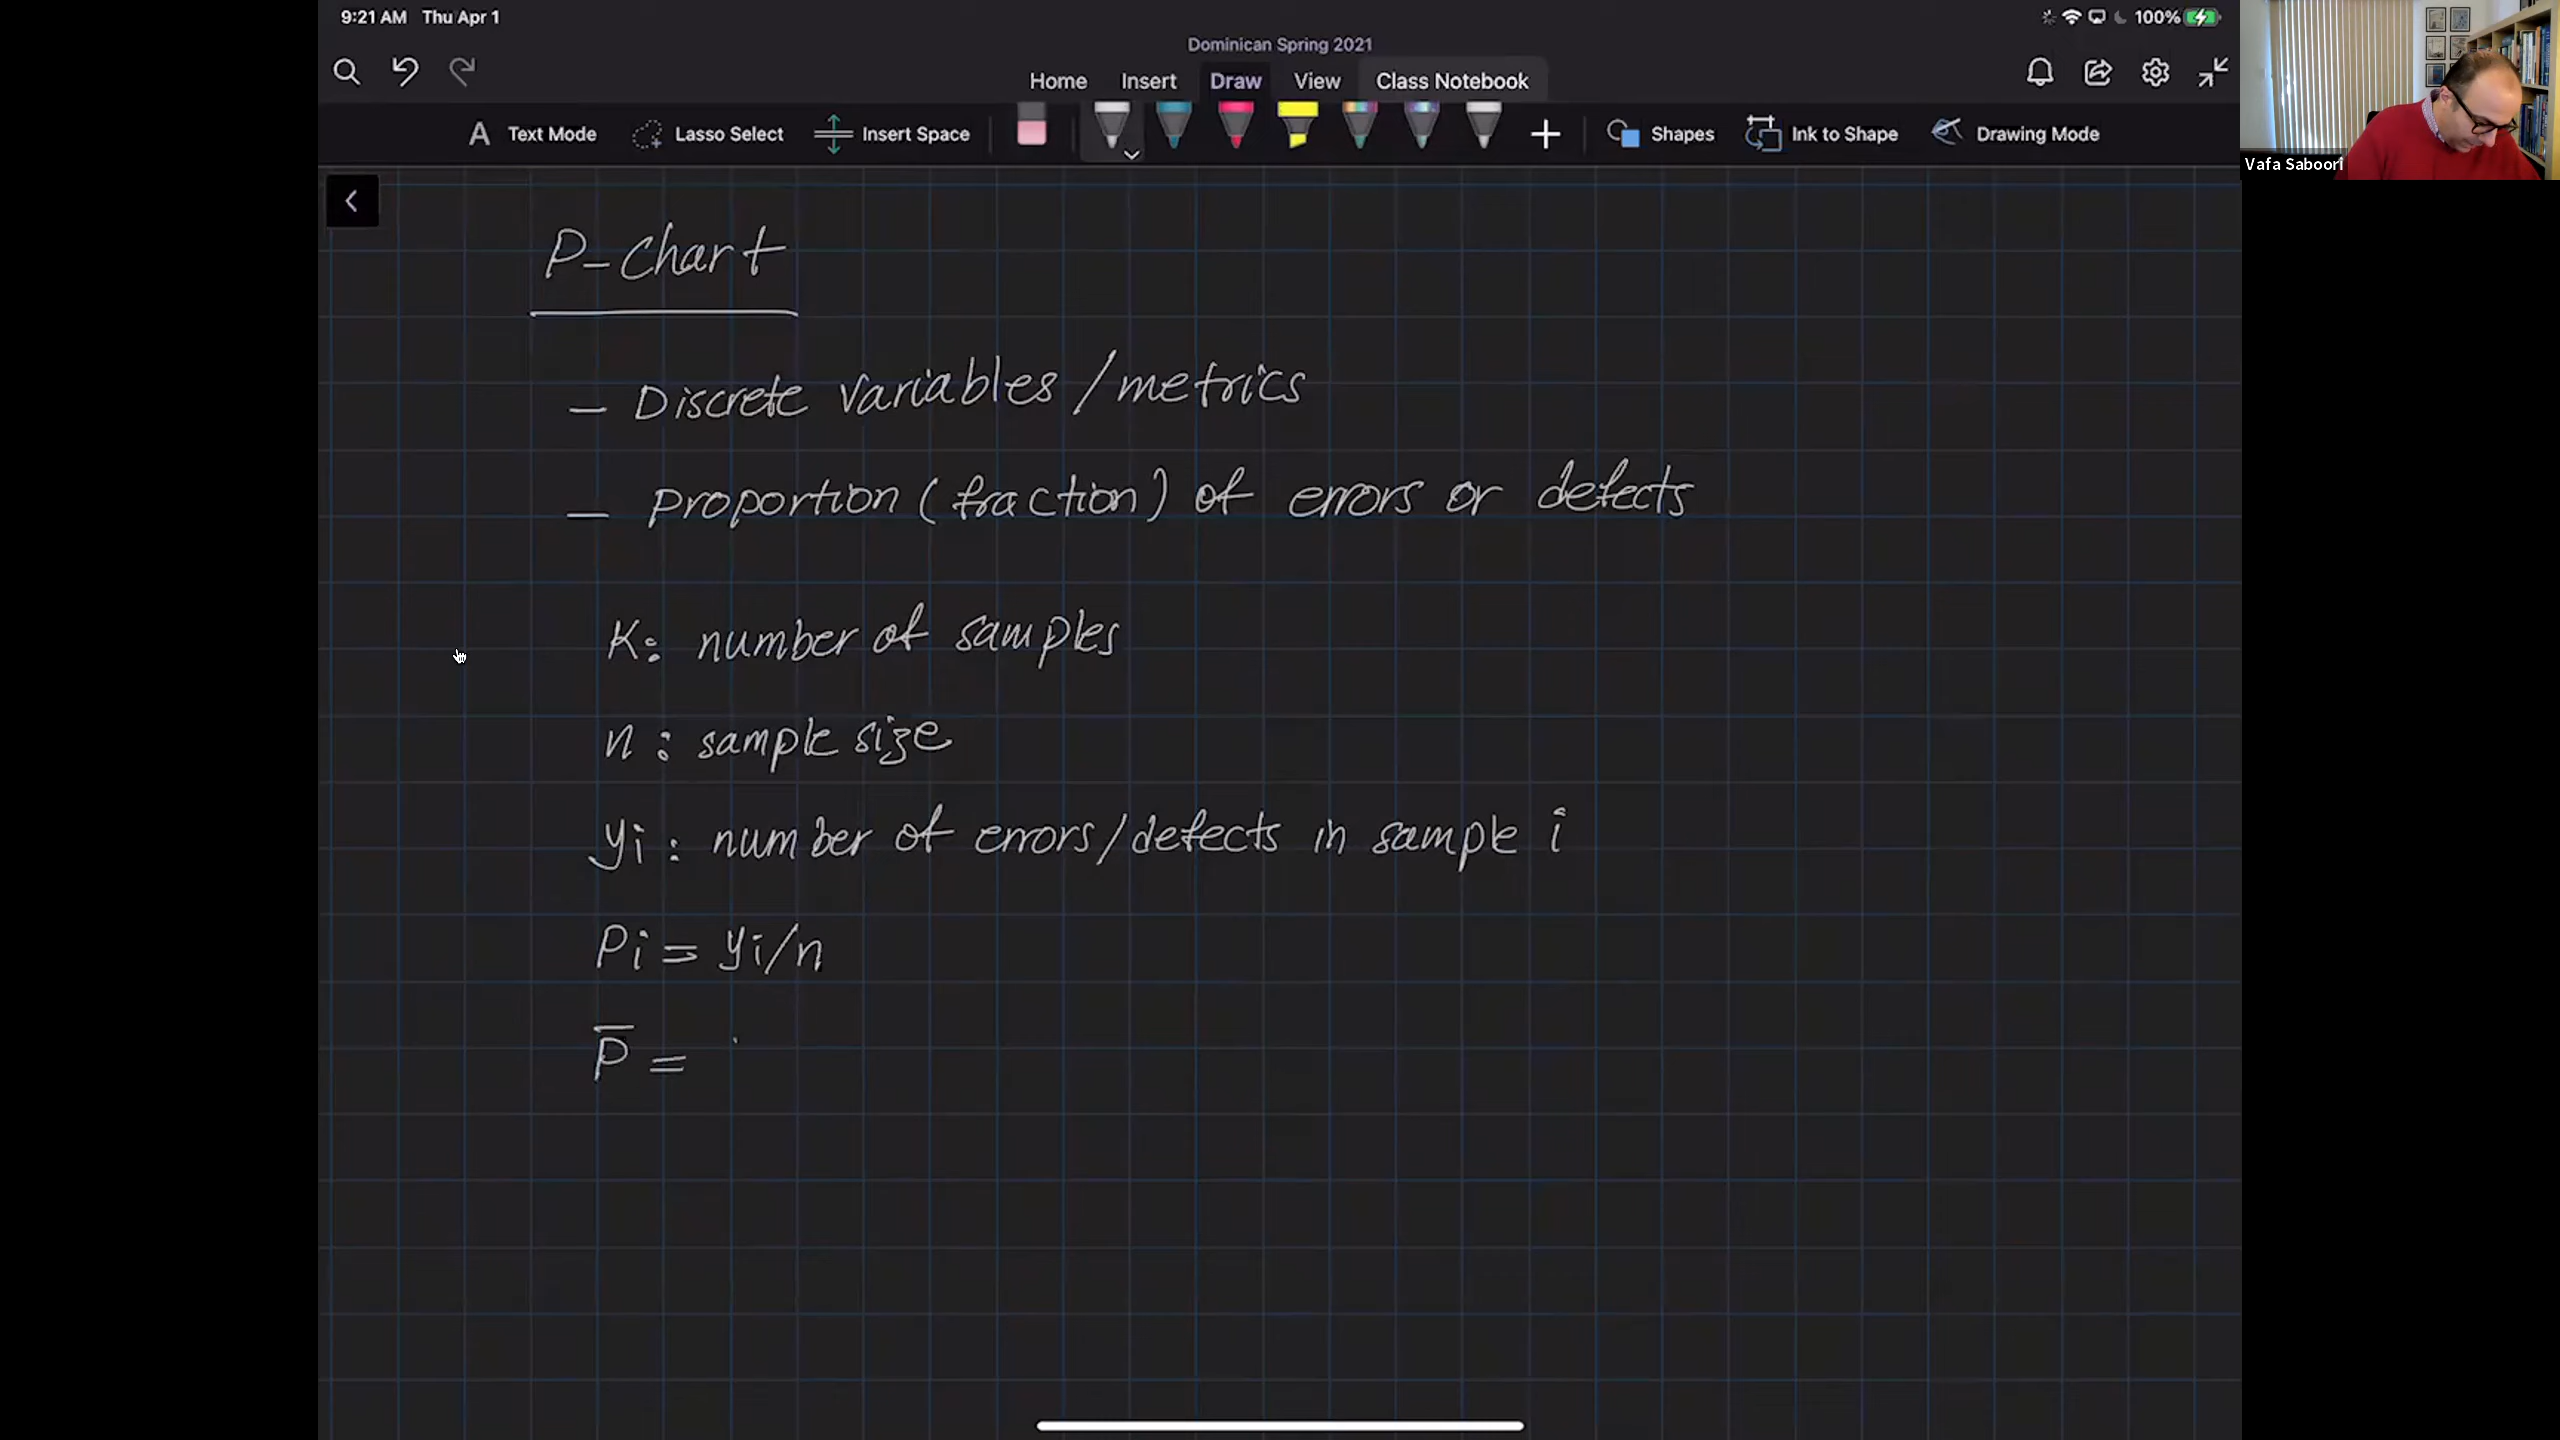 9:21 AM Thu Apr 1
100%
Dominican Spring 2021
Home Insert Draw View Class Notebook
Text Mode Lasso Select Insert Space Shapes Ink to Shape Drawing Mode
Vafa Saboori
P-Chart
- Discrete variables/metrics
- Proportion (fraction) of errors or defects
K: number of samples
n: sample size
yi: number of errors/defects in sample i
Pi = yi/n
P̅ =